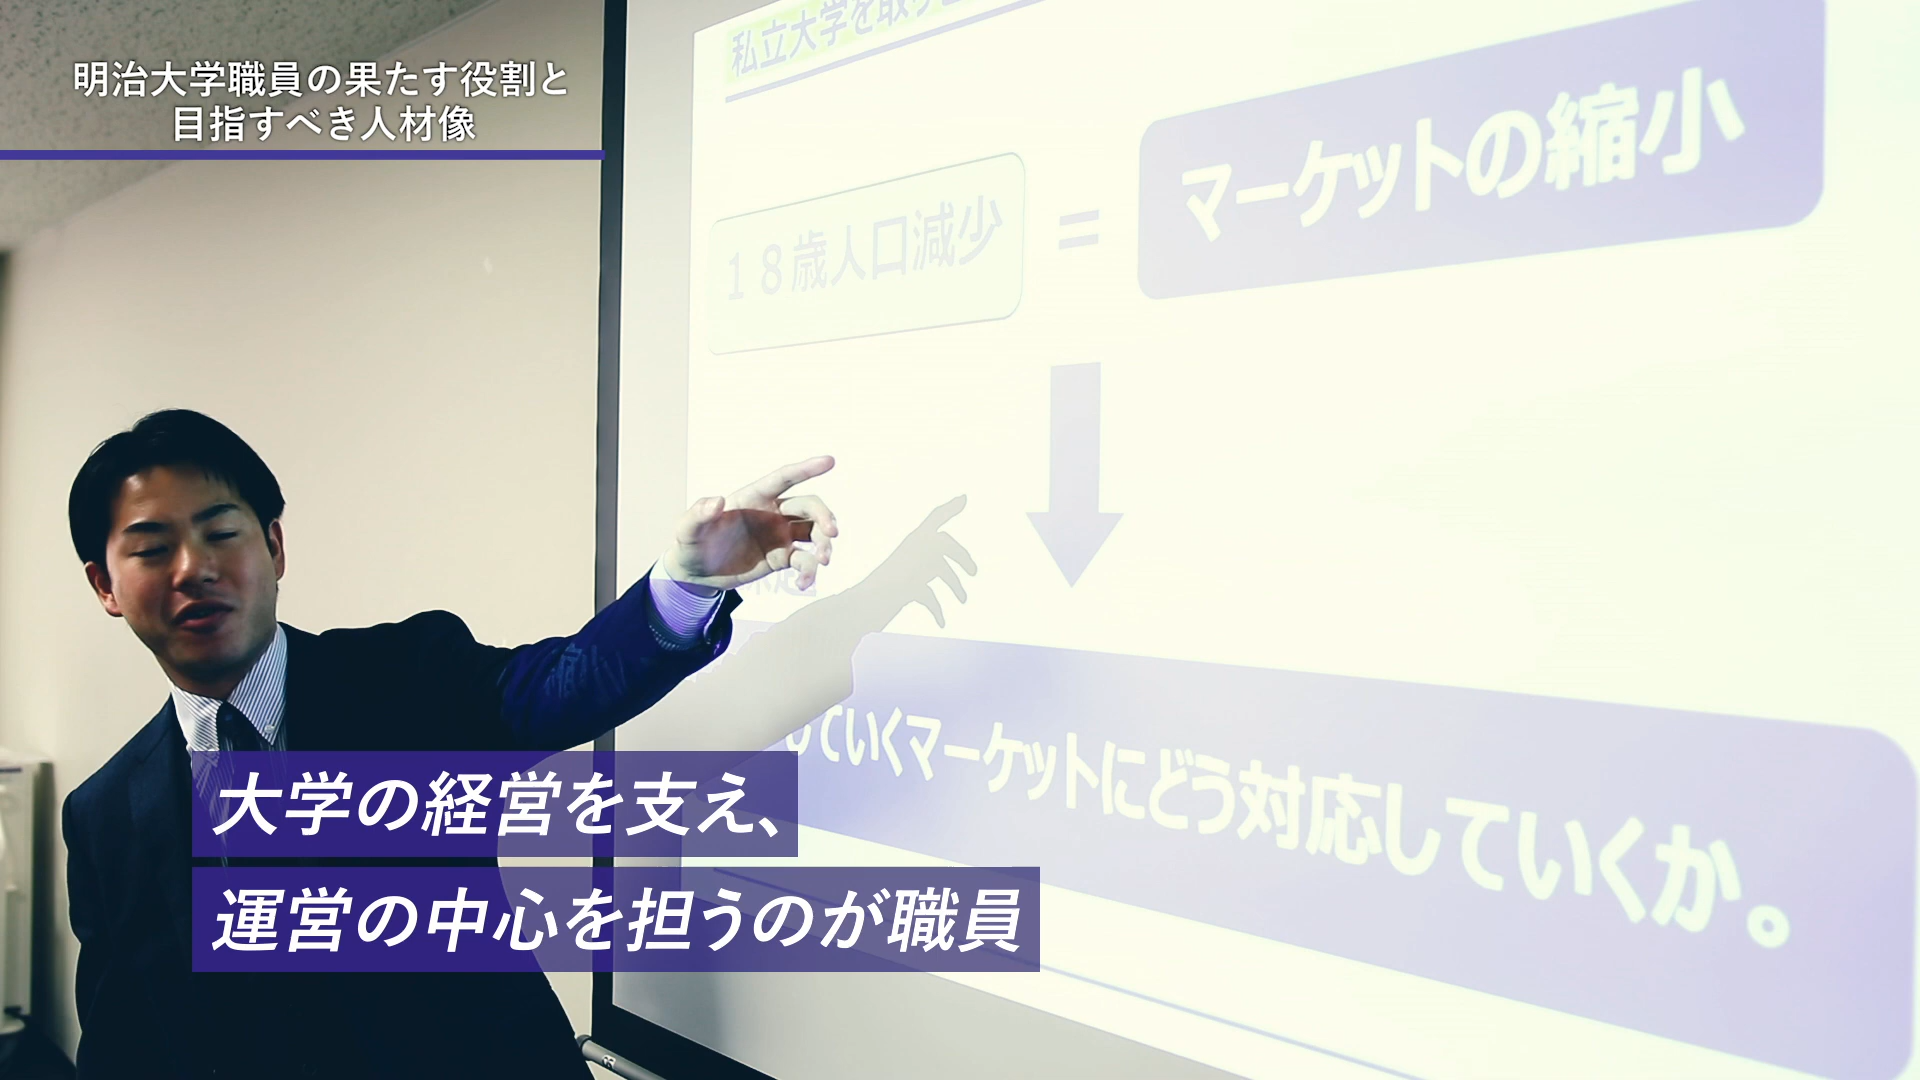 明治大学職員の果たす役割と
目指すべき人材像
私立大学を取り
18歳人口減少
=
マーケットの縮小
していくマーケットにどう対応していくか。
大学の経営を支え、
運営の中心を担うのが職員